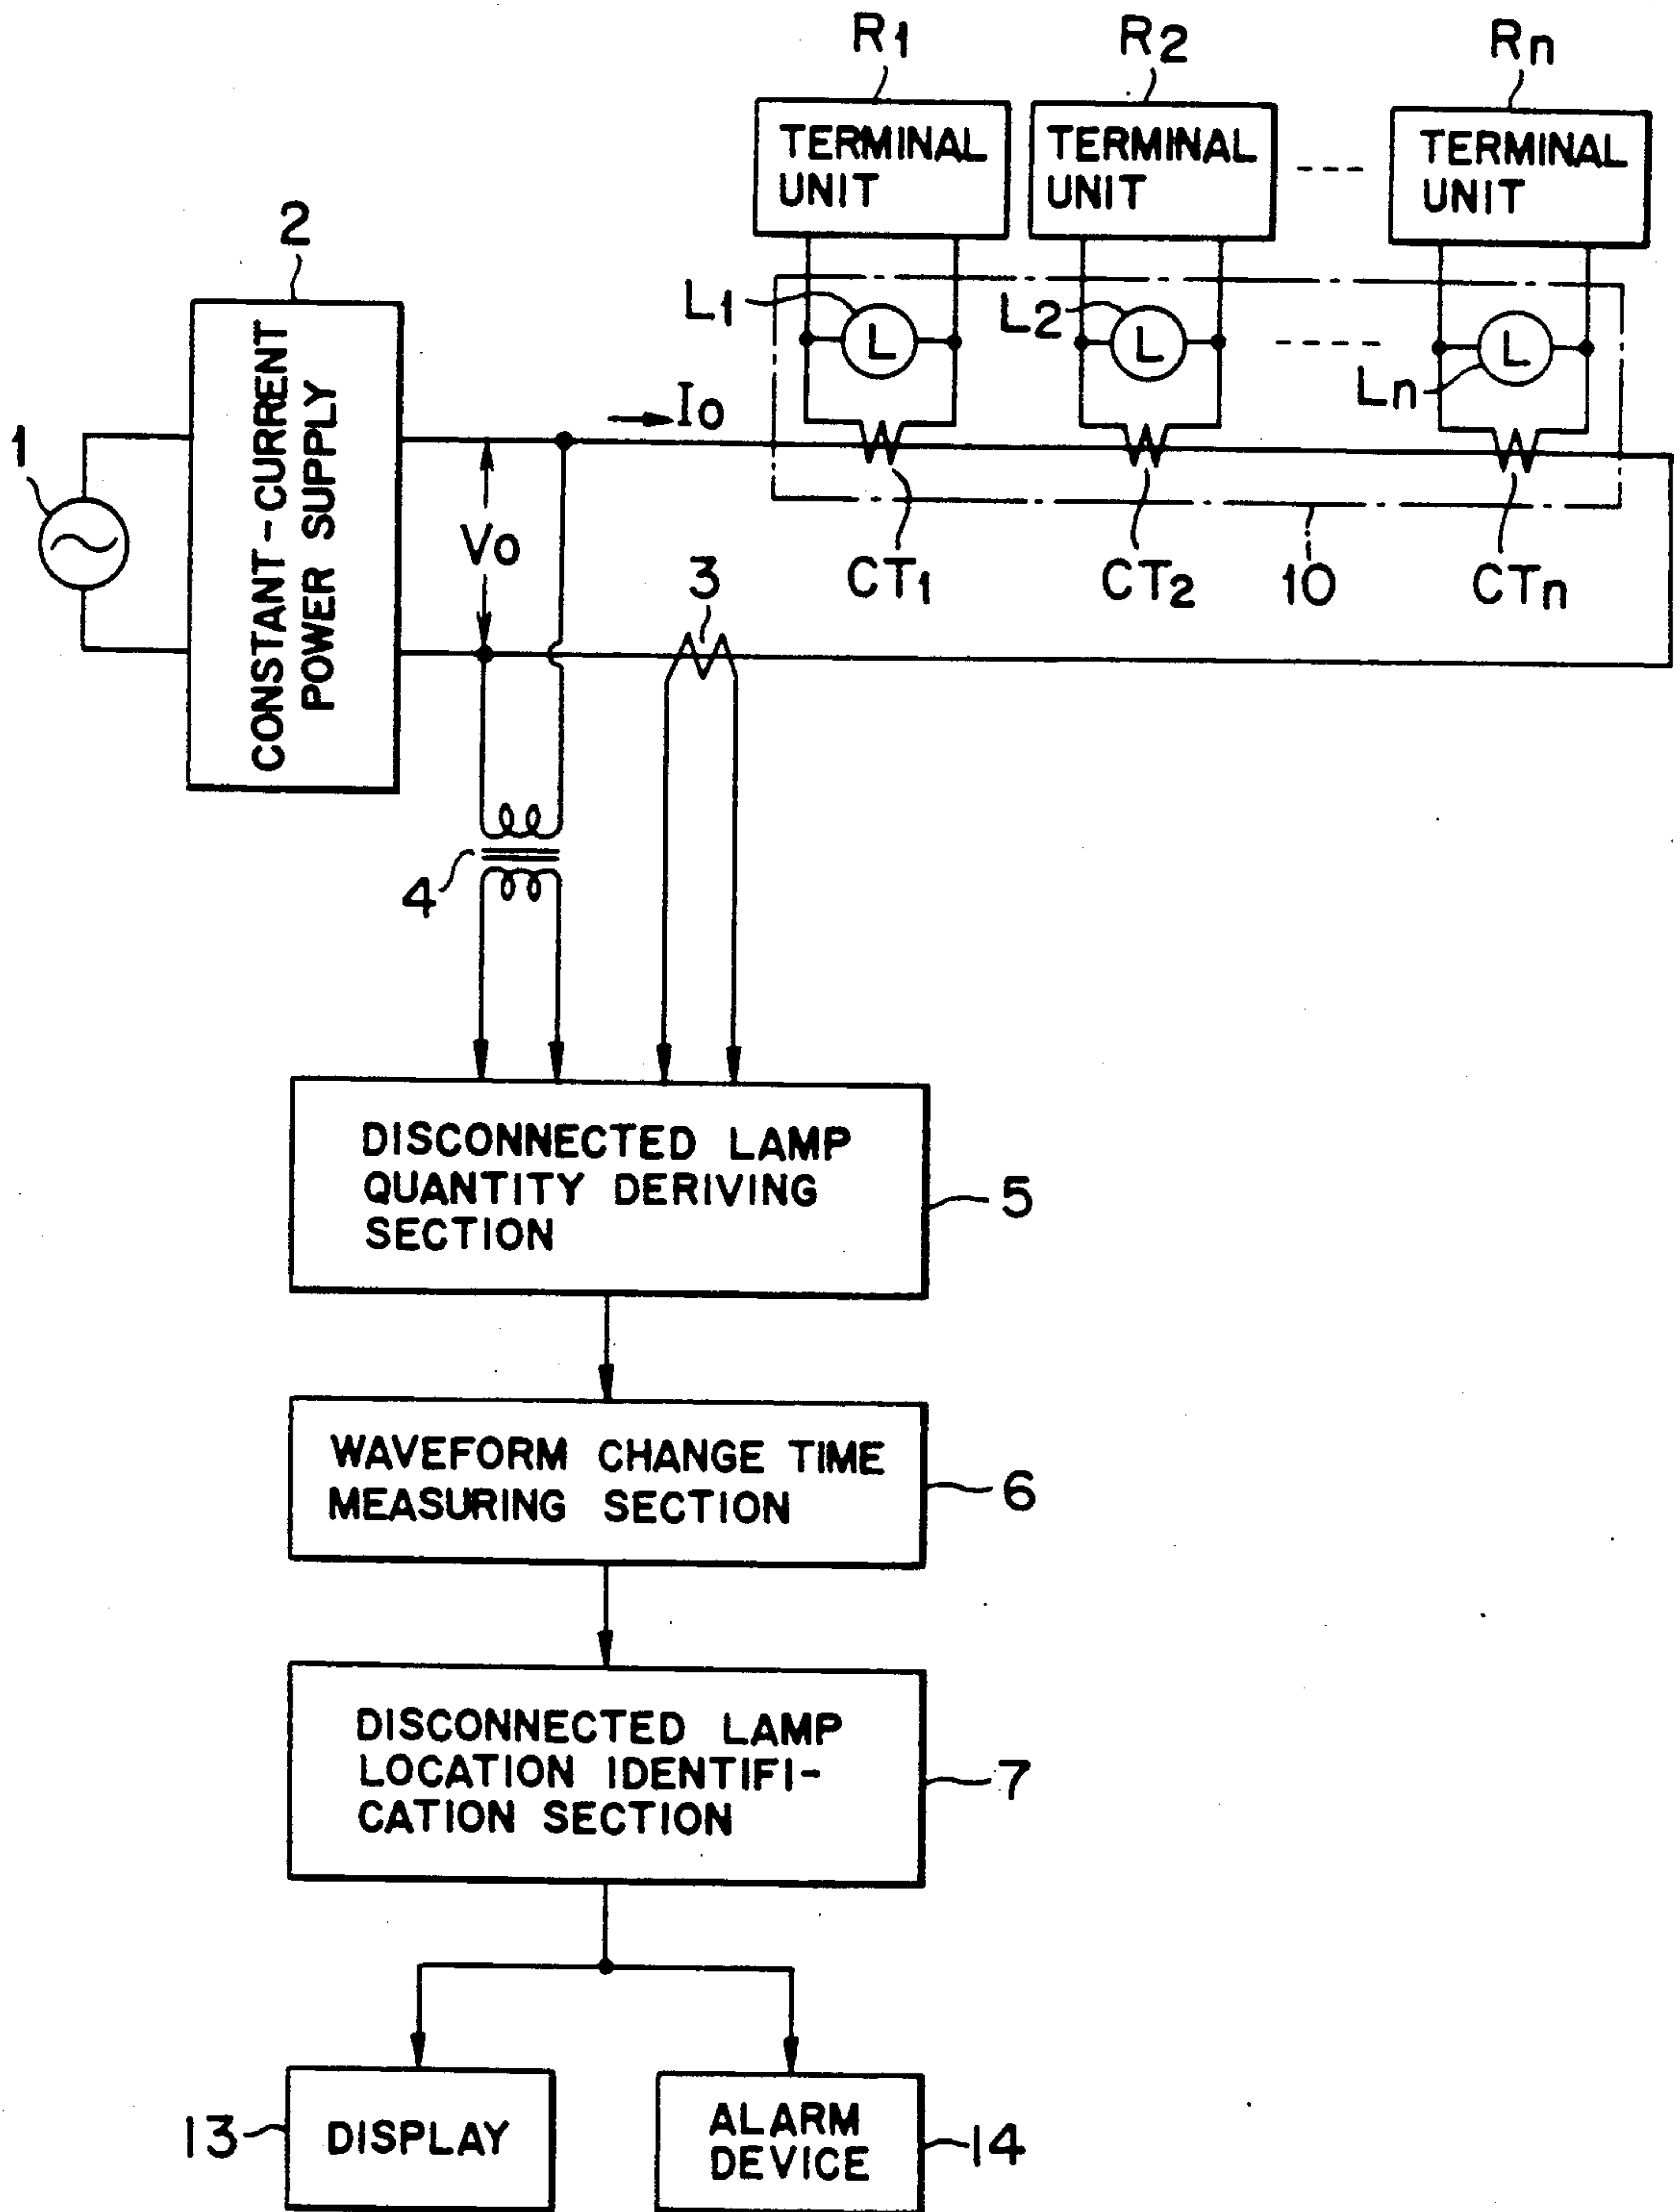 R1
R2
Rn
TERMINAL
UNIT
TERMINAL
UNIT
TERMINAL
UNIT
2
L1
L
L2
L
Ln
L
CONSTANT-CURRENT
POWER SUPPLY
Io
1
Vo
3
CT1
CT2
10
CTn
4
DISCONNECTED LAMP
QUANTITY DERIVING
SECTION
5
WAVEFORM CHANGE TIME
MEASURING SECTION
6
DISCONNECTED LAMP
LOCATION IDENTIFI-
CATION SECTION
7
13
DISPLAY
ALARM
DEVICE
14